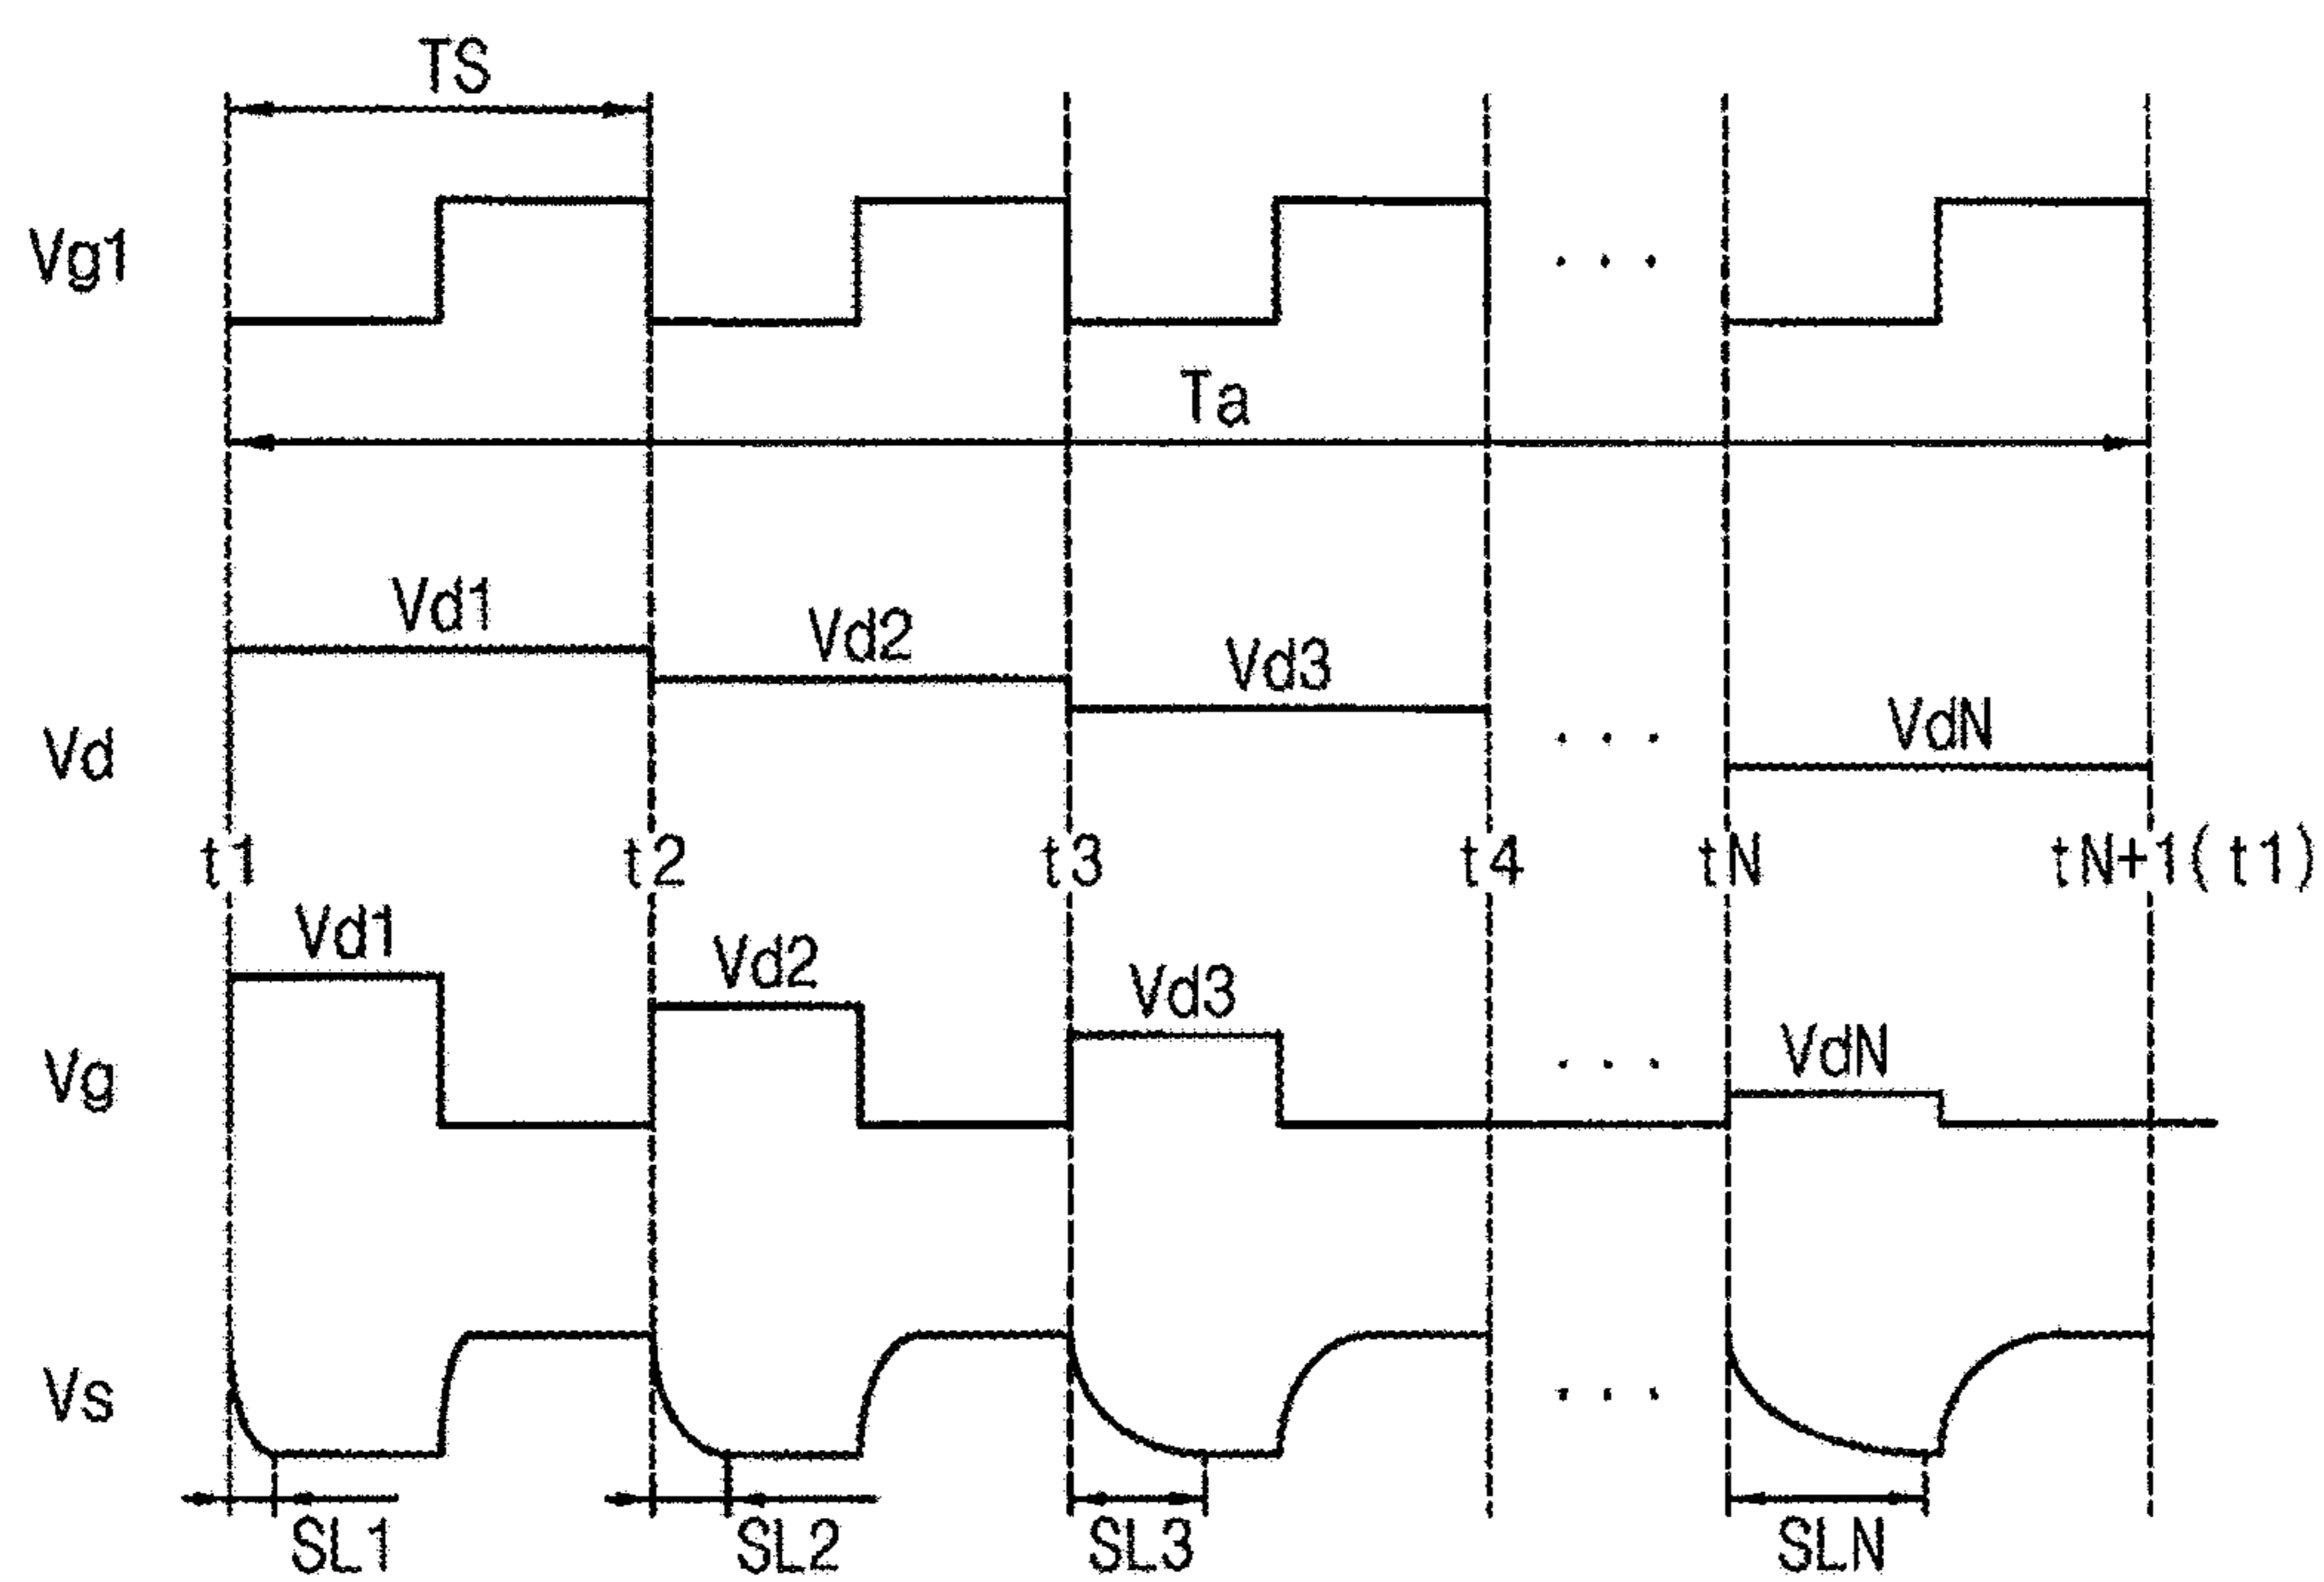 TS
Vg1
· · ·
Ta
Vd1
Vd2
Vd3
VdN
Vd
· · ·
t1 t2 t3 t4 tN tN+1(t1)
Vd1
Vd2
Vd3
VdN
Vg
· · ·
Vs
· · ·
SL1 SL2 SL3 SLN